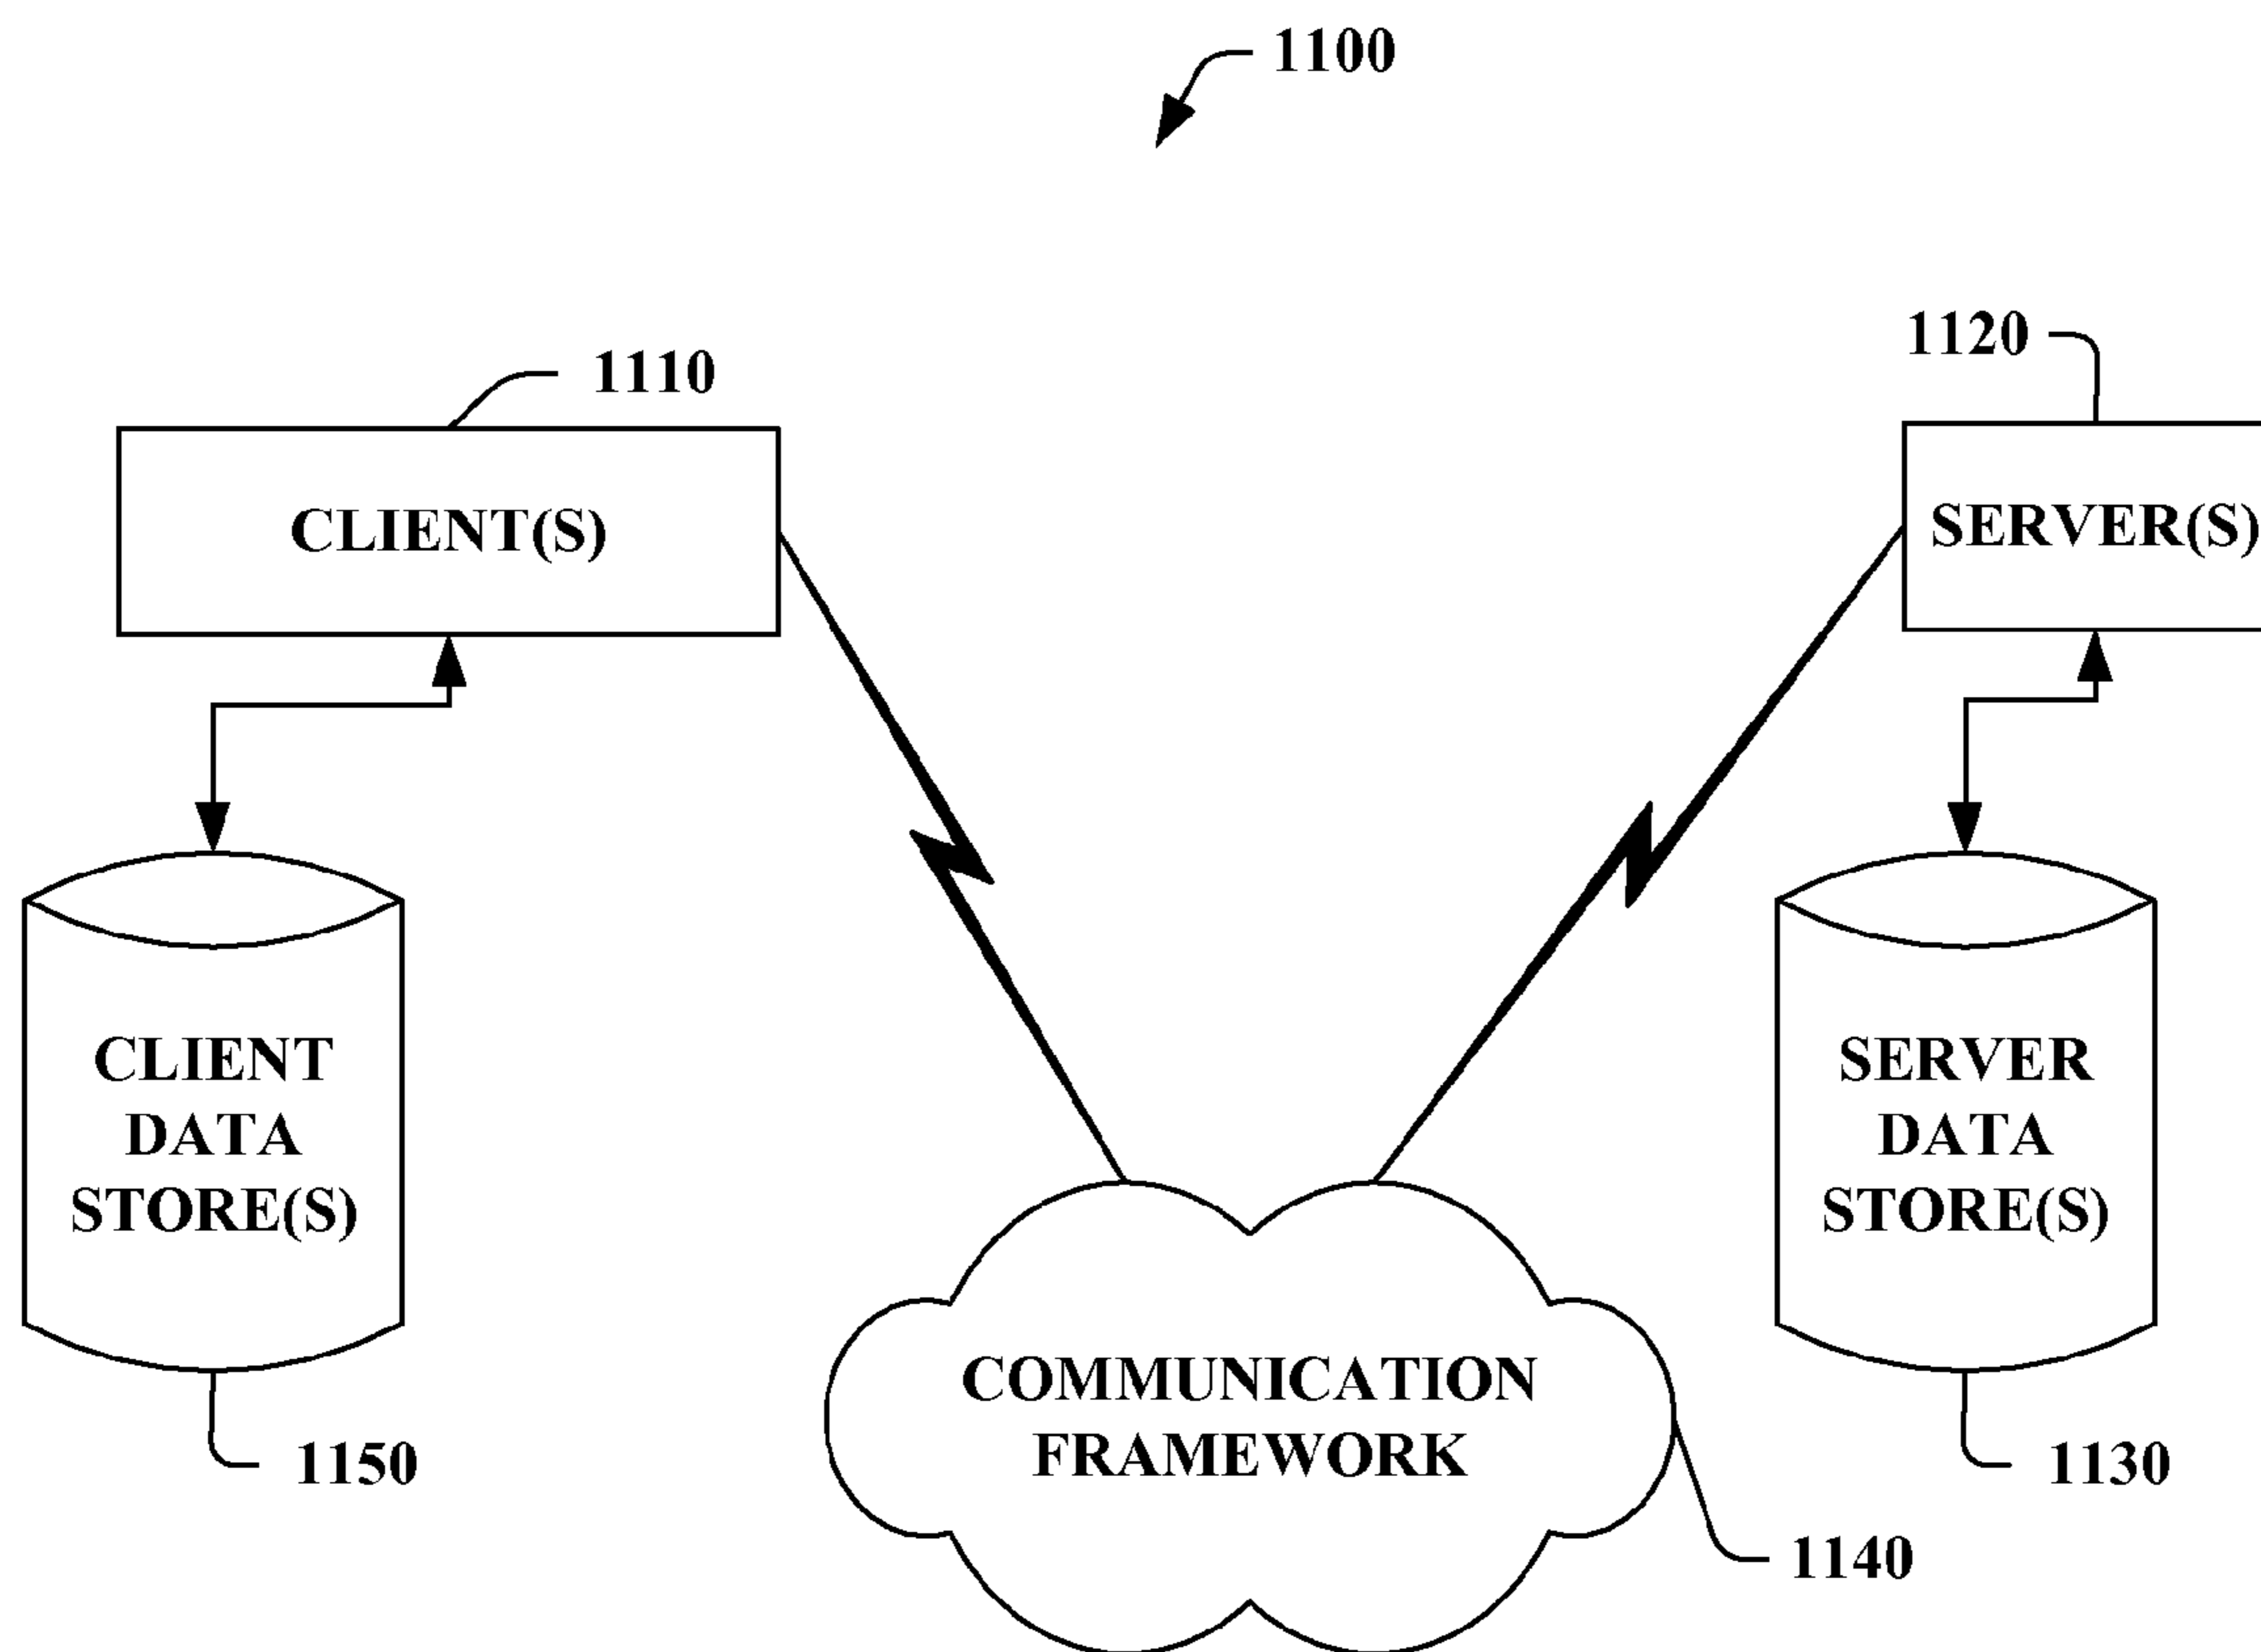 1100
1110
1120
CLIENT(S)
SERVER(S)
CLIENT
DATA
STORE(S)
SERVER
DATA
STORE(S)
COMMUNICATION
FRAMEWORK
1150
1130
1140